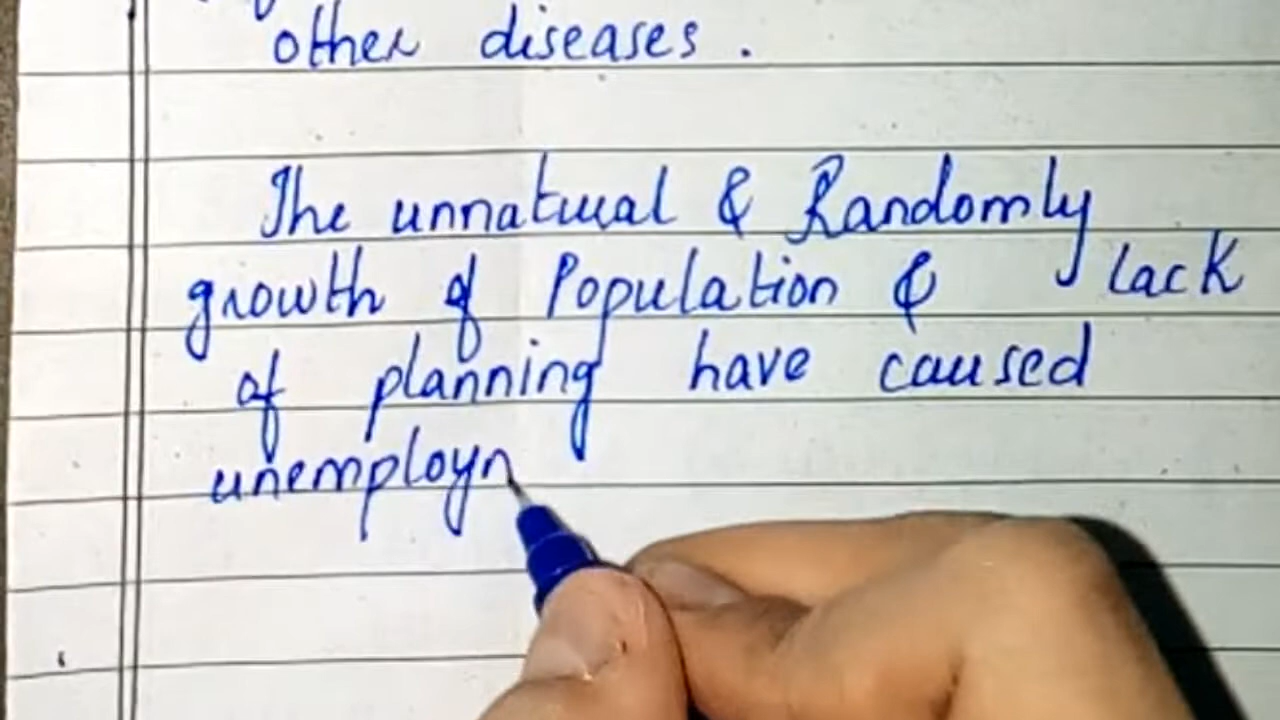 other diseases.
The unnatural & Randomly
growth of Population & lack
of planning have caused
unemployn